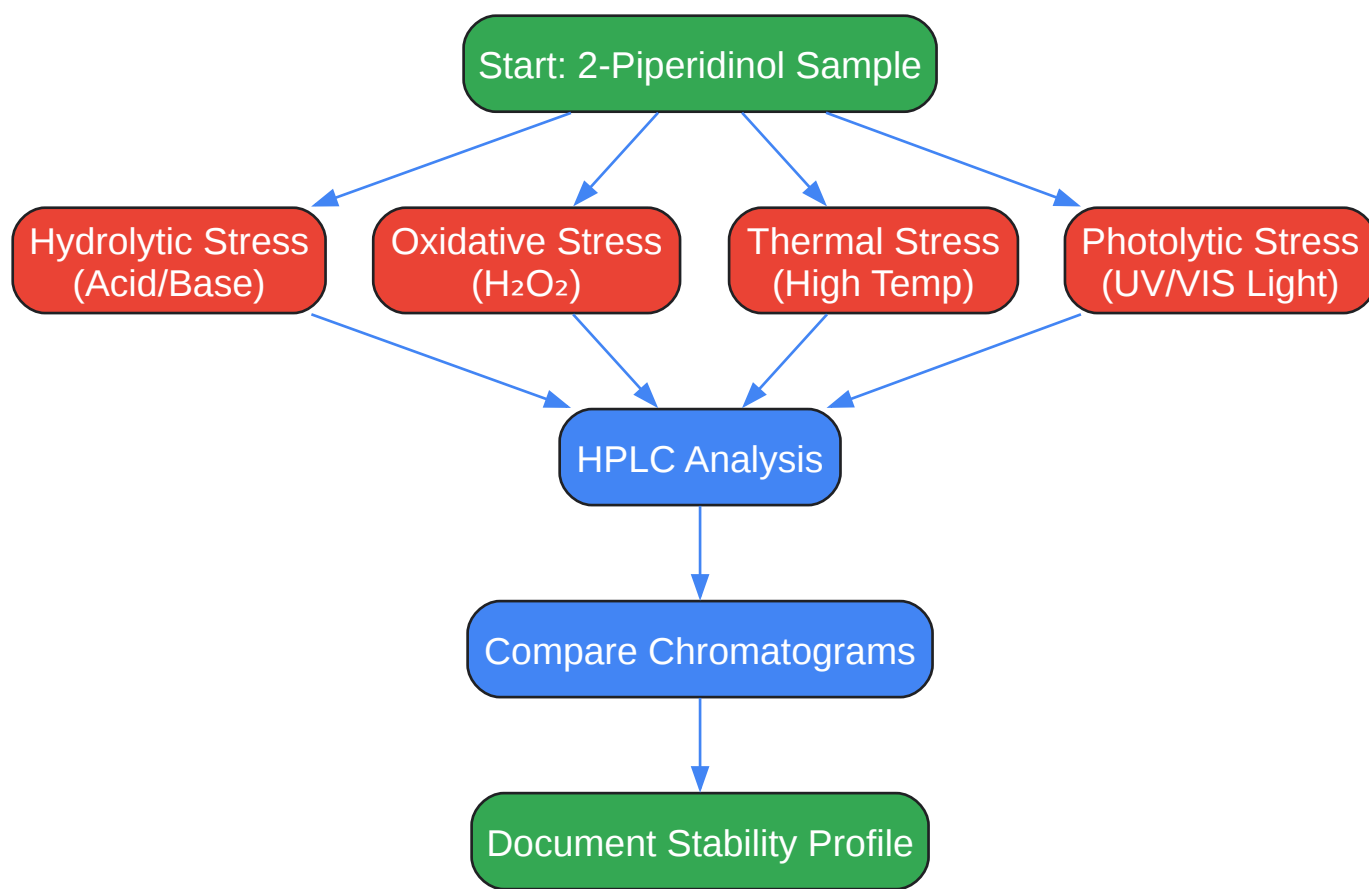 Start: 2-Piperidinol Sample
Hydrolytic Stress
(Acid/Base)
Oxidative Stress
(H₂O₂)
Thermal Stress
(High Temp)
Photolytic Stress
(UV/VIS Light)
HPLC Analysis
Compare Chromatograms
Document Stability Profile